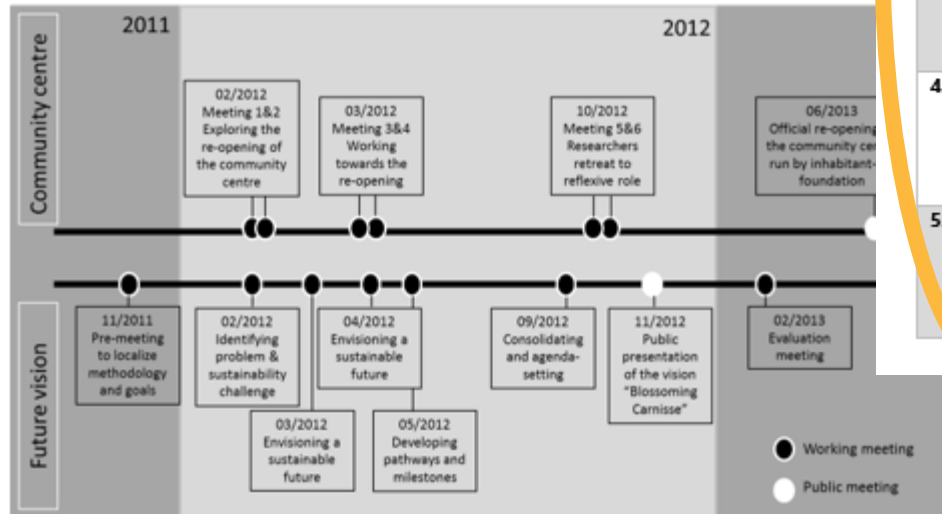 2011
2012
Community centre
02/2012
Meeting 1&2
Exploring the
re-opening of
the community
centre
03/2012
Meeting 3&4
Working
towards the
re-opening
10/2012
Meeting 5&6
Researchers
retreat to
reflexive role
06/2013
Official re-opening
the community ce
run by inhabitant-
foundation
Future vision
11/2011
Pre-meeting
to localize
methodology
and goals
02/2012
Identifying
problem &
sustainability
challenge
03/2012
Envisioning a
sustainable
future
04/2012
Envisioning a
sustainable
future
05/2012
Developing
pathways and
milestones
09/2012
Consolidating
and agenda-
setting
11/2012
Public
presentation
of the vision
"Blossoming
Carnisse"
02/2013
Evaluation
meeting
Working meeting
Public meeting
4
5